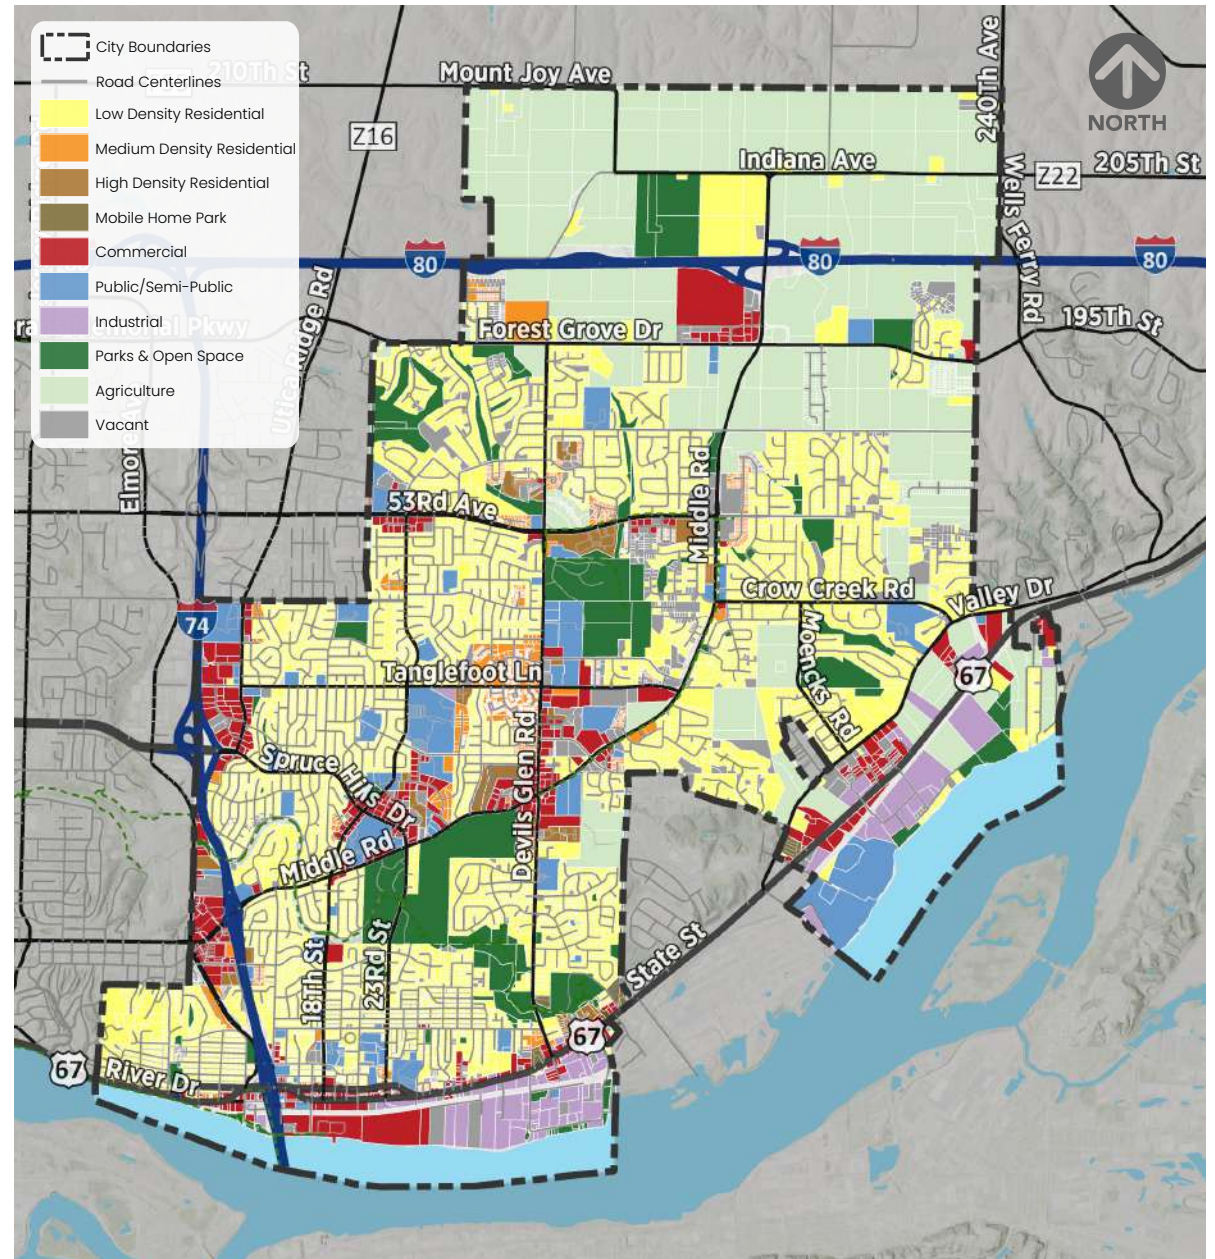 City Boundaries
Road Centerlines
Low Density Residential
Medium Density Residential
High Density Residential
Mobile Home Park
Commercial
Public/Semi-Public
Industrial
Parks & Open Space
Agriculture
Vacant
NORTH
210Th St
Mount Joy Ave
240Th Ave
Z16
Indiana Ave
Z22
205Th St
Wells Ferry Rd
80
80
80
Utica Ridge Rd
Pkwy
Forest Grove Dr
195Th St
Elmore
Middle Rd
53Rd Ave
Crow Creek Rd
Valley Dr
74
Moencks Rd
Tanglefoot Ln
67
Devils Glen Rd
Spruce Hills Dr
Middle Rd
State St
18Th St
23Rd St
67
67
River Dr